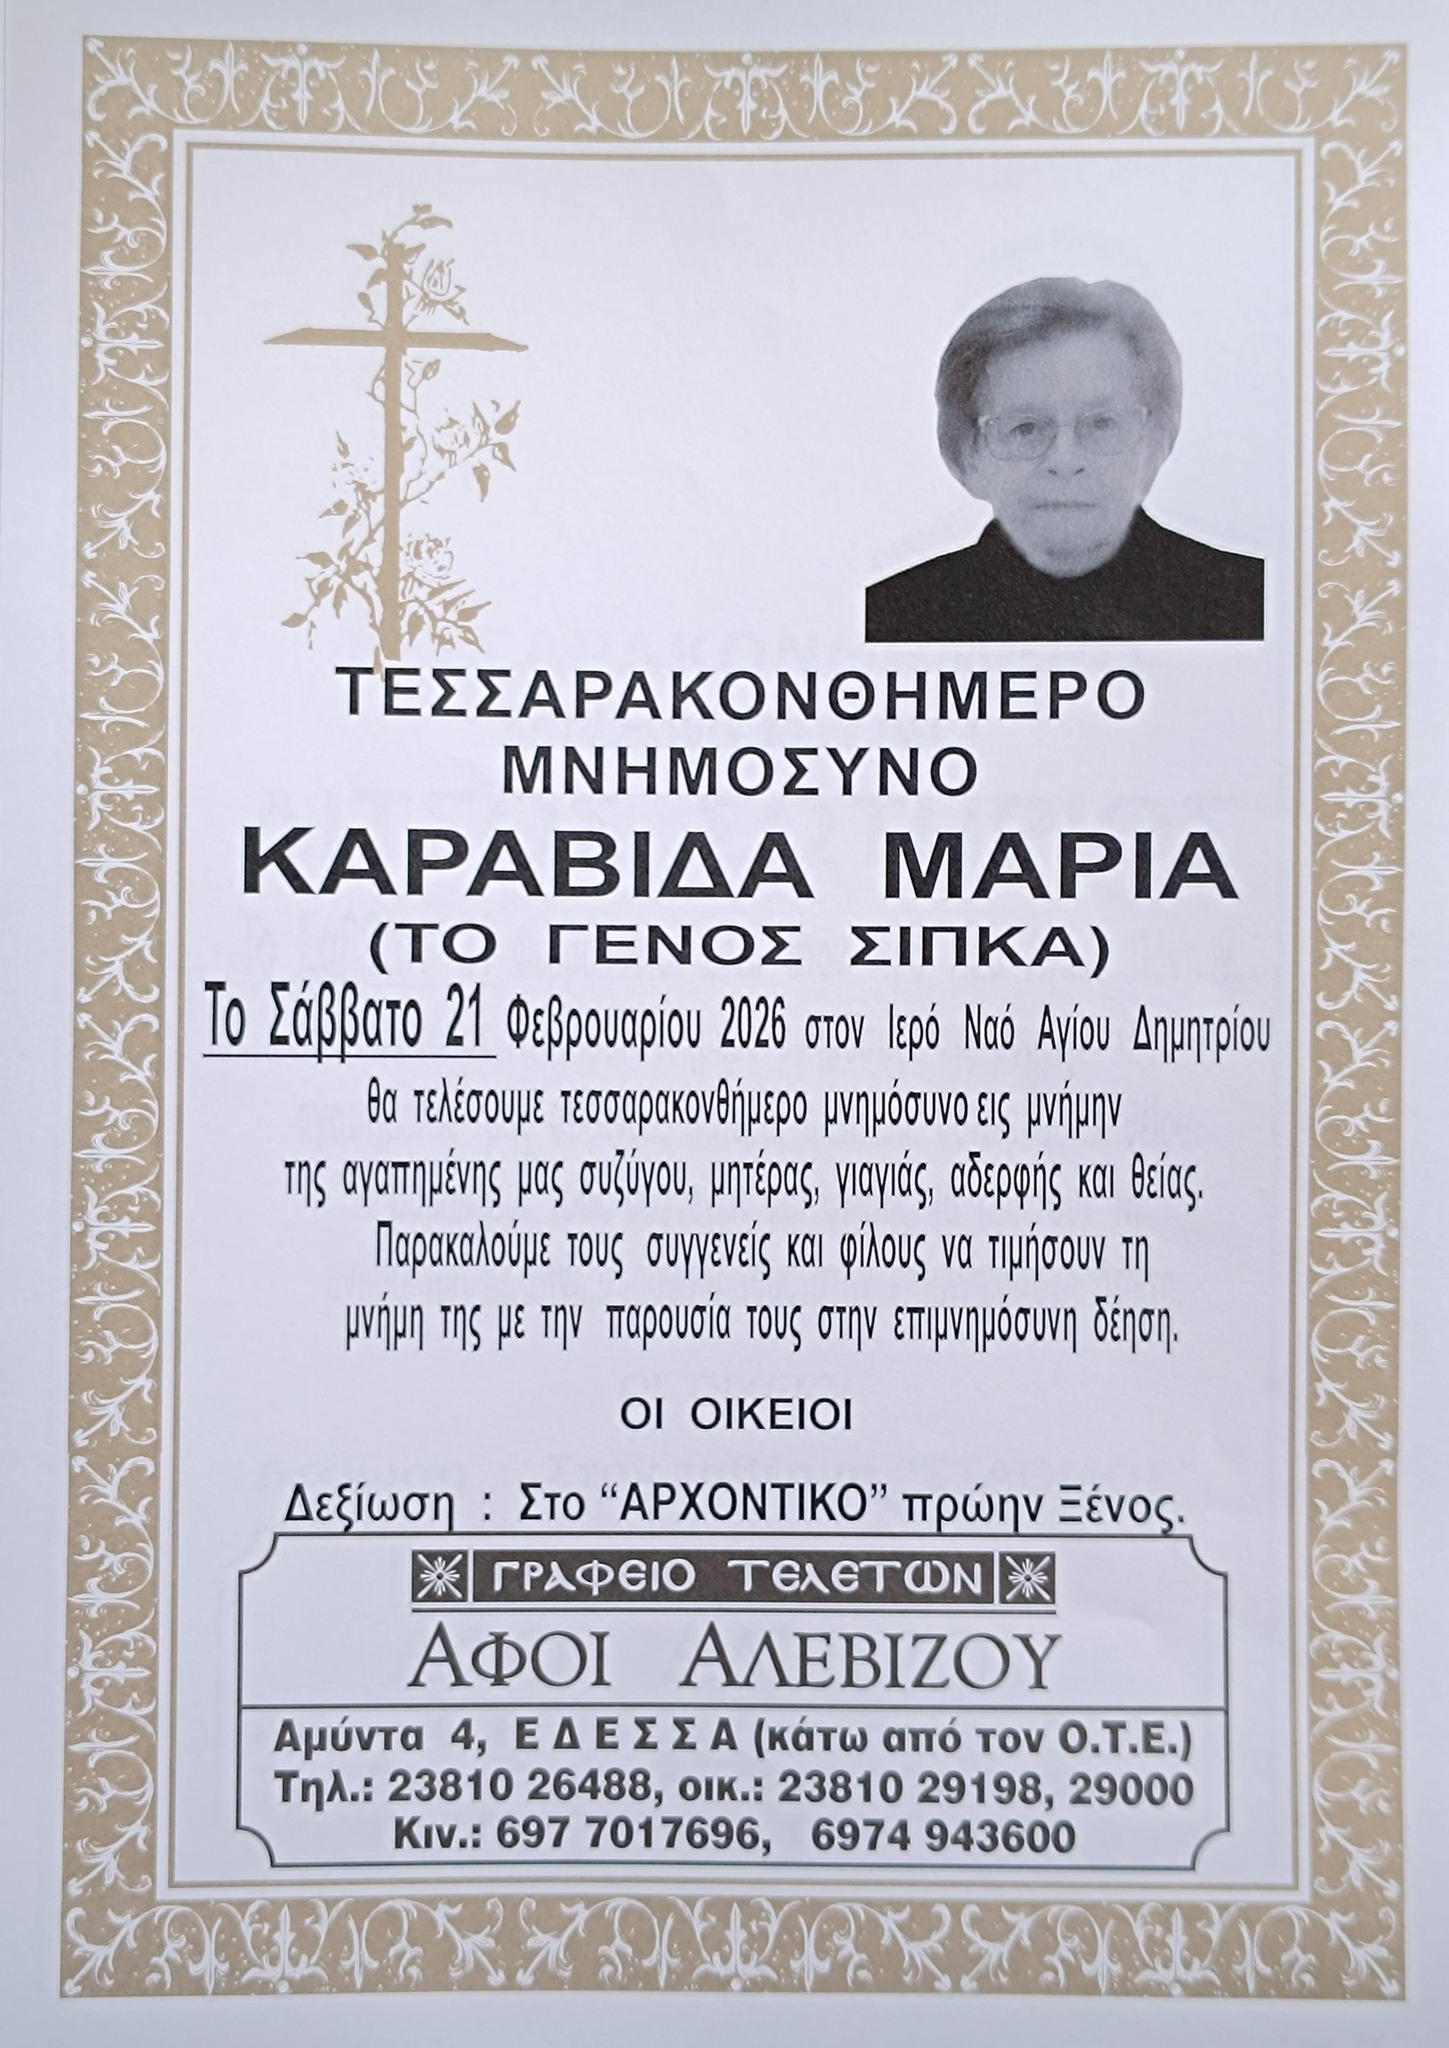 ΤΕΣΣΑΡΑΚΟΝΘΗΜΕΡΟ
ΜΝΗΜΟΣΥΝΟ
ΚΑΡΑΒΙΔΑ ΜΑΡΙΑ
(ΤΟ ΓΕΝΟΣ ΣΙΠΚΑ)
Το Σάββατο 21 Φεβρουαρίου 2026 στον Ιερό Ναό Αγίου Δημητρίου
θα τελέσουμε τεσσαρακονθήμερο μνημόσυνο εις μνήμην
της αγαπημένης μας συζύγου, μητέρας, γιαγιάς, αδερφής και θείας.
Παρακαλούμε τους συγγενείς και φίλους να τιμήσουν τη
μνήμη της με την παρουσία τους στην επιμνημόσυνη δέηση.
ΟΙ ΟΙΚΕΙΟΙ
Δεξίωση : Στο “ΑΡΧΟΝΤΙΚΟ” πρώην Ξένος.
ΓΡΑΦΕΙΟ ΤΕΛΕΤΩΝ
ΑΦΟΙ ΑΛΕΒΙΖΟΥ
Αμύντα 4, Ε Δ Ε Σ Σ Α (κάτω από τον Ο.Τ.Ε.)
Τηλ.: 23810 26488, οικ.: 23810 29198, 29000
Κιν.: 697 7017696, 6974 943600